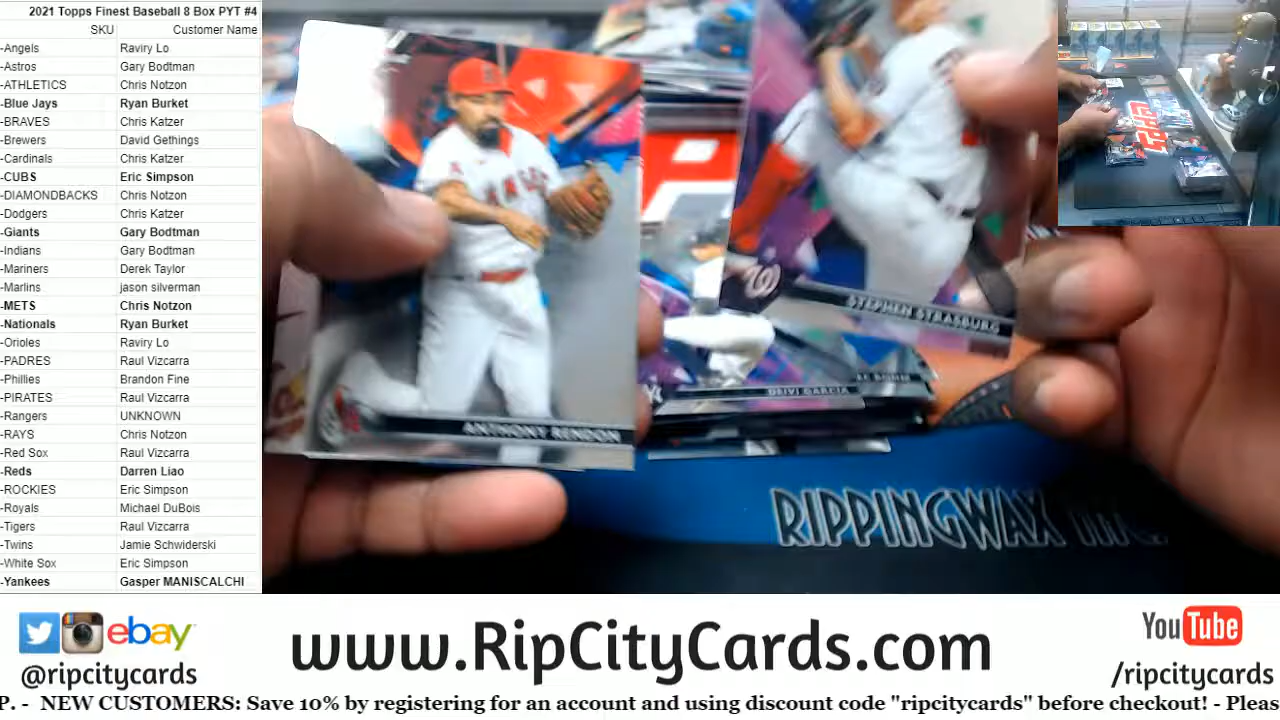 2021 Topps Finest Baseball 8 Box PYT #4
SKU Customer Name
-Angels Raviry Lo
-Astros Gary Bodtman
-ATHLETICS Chris Notzon
-Blue Jays Ryan Burket
-BRAVES Chris Katzer
-Brewers David Gethings
-Cardinals Chris Katzer
-CUBS Eric Simpson
-DIAMONDBACKS Chris Notzon
-Dodgers Chris Katzer
-Giants Gary Bodtman
-Indians Gary Bodtman
-Mariners Derek Taylor
-Marlins jason silverman
-METS Chris Notzon
-Nationals Ryan Burket
-Orioles Raviry Lo
-PADRES Raul Vizcarra
-Phillies Brandon Fine
-PIRATES Raul Vizcarra
-Rangers UNKNOWN
-RAYS Chris Notzon
-Red Sox Raul Vizcarra
-Reds Darren Liao
-ROCKIES Eric Simpson
-Royals Michael DuBois
-Tigers Raul Vizcarra
-Twins Jamie Schwiderski
-White Sox Eric Simpson
-Yankees Gasper MANISCALCHI
ANTHONY RENDON
STEPHEN STRASBURG
DEIVI GARCIA
RIPPINGWAX
ebay
@ripcitycards
www.RipCityCards.com
YouTube
/ripcitycards
P. - NEW CUSTOMERS: Save 10% by registering for an account and using discount code "ripcitycards" before checkout! - Pleas